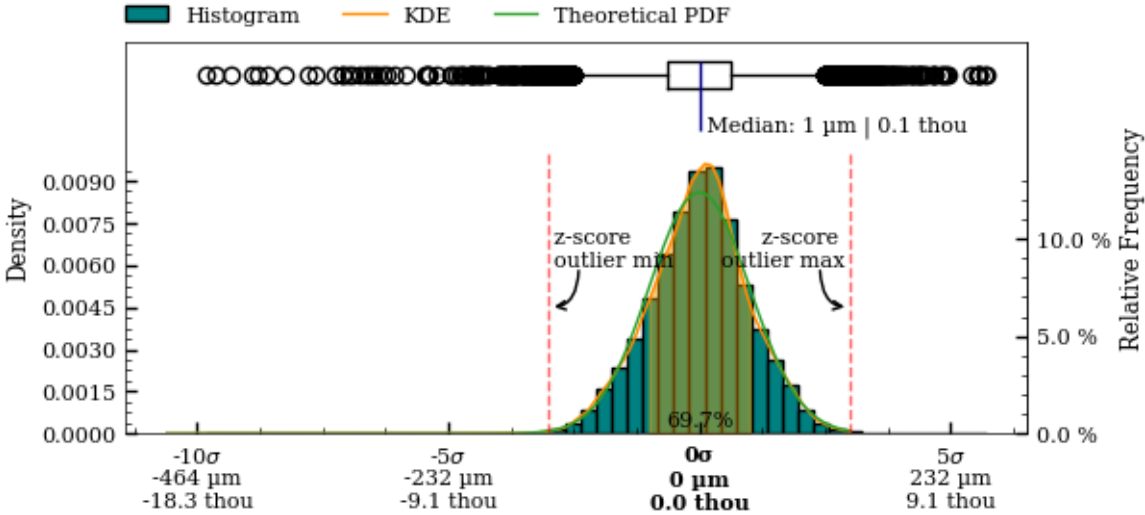 Histogram KDE Theoretical PDF
Median: 1 µm | 0.1 thou
Density
0.0090
0.0075
0.0060
0.0045
0.0030
0.0015
0.0000
z-score
outlier min
z-score
outlier max
69.7%
10.0 %
5.0 %
0.0 %
Relative Frequency
-10σ -5σ 0σ 5σ
-464 µm -232 µm 0 µm 232 µm
-18.3 thou -9.1 thou 0.0 thou 9.1 thou